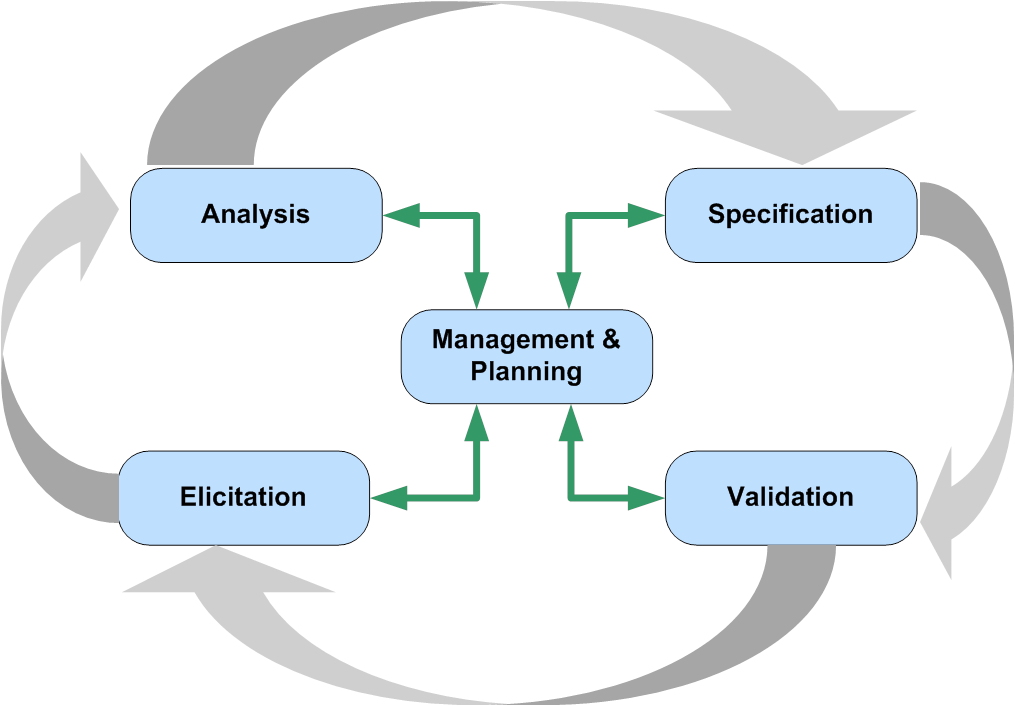 Analysis
Specification
Management &
Planning
Elicitation
Validation